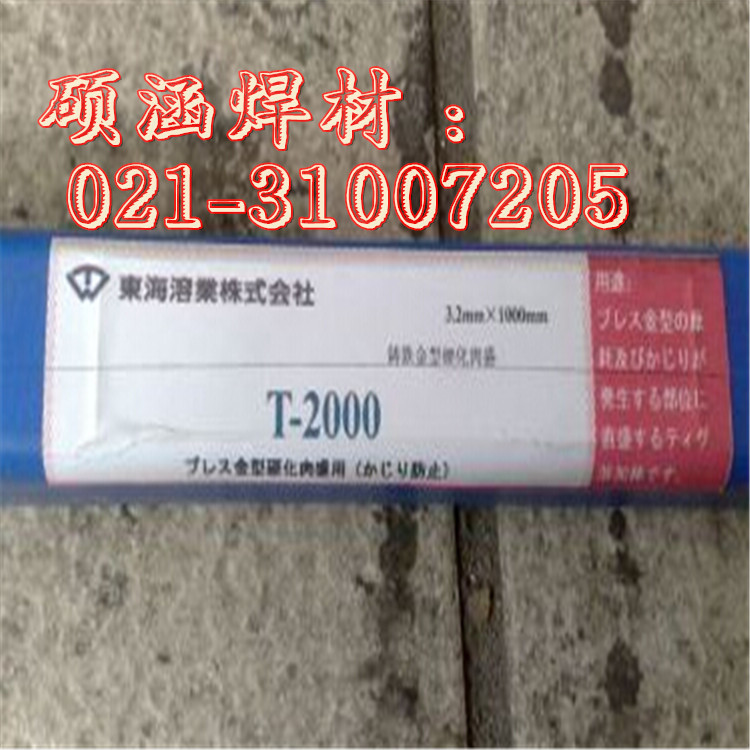 硕涵焊材：
021-31007205
東海溶業株式会社
3.2mm×1000mm
鋳鉄金型硬化肉盛
T-2000
プレス金型硬化肉盛用（かじり防止）
用途：
プレス金型の
及びかじりが
発生する部位に
直盛するティグ
です。